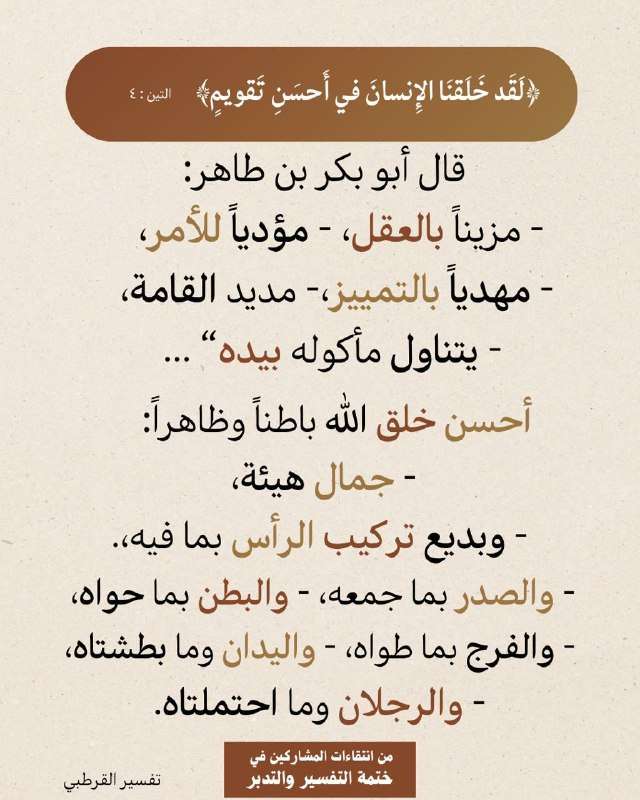 ﴿لَقَد خَلَقنَا الإِنسانَ في أَحسَنِ تَقويمٍ﴾ التين : ٤
قال أبو بكر بن طاهر:
- مزيناً بالعقل، - مؤدياً للأمر،
- مهدياً بالتمييز،- مديد القامة،
- يتناول مأكوله بيده“ ...
أحسن خلق الله باطناً وظاهراً:
- جمال هيئة،
- وبديع تركيب الرأس بما فيه،.
- والصدر بما جمعه، - والبطن بما حواه،
- والفرج بما طواه، - واليدان وما بطشتاه،
- والرجلان وما احتملتاه.
من انتقاءات المشاركين في
ختمة التفسير والتدبر
تفسير القرطبي